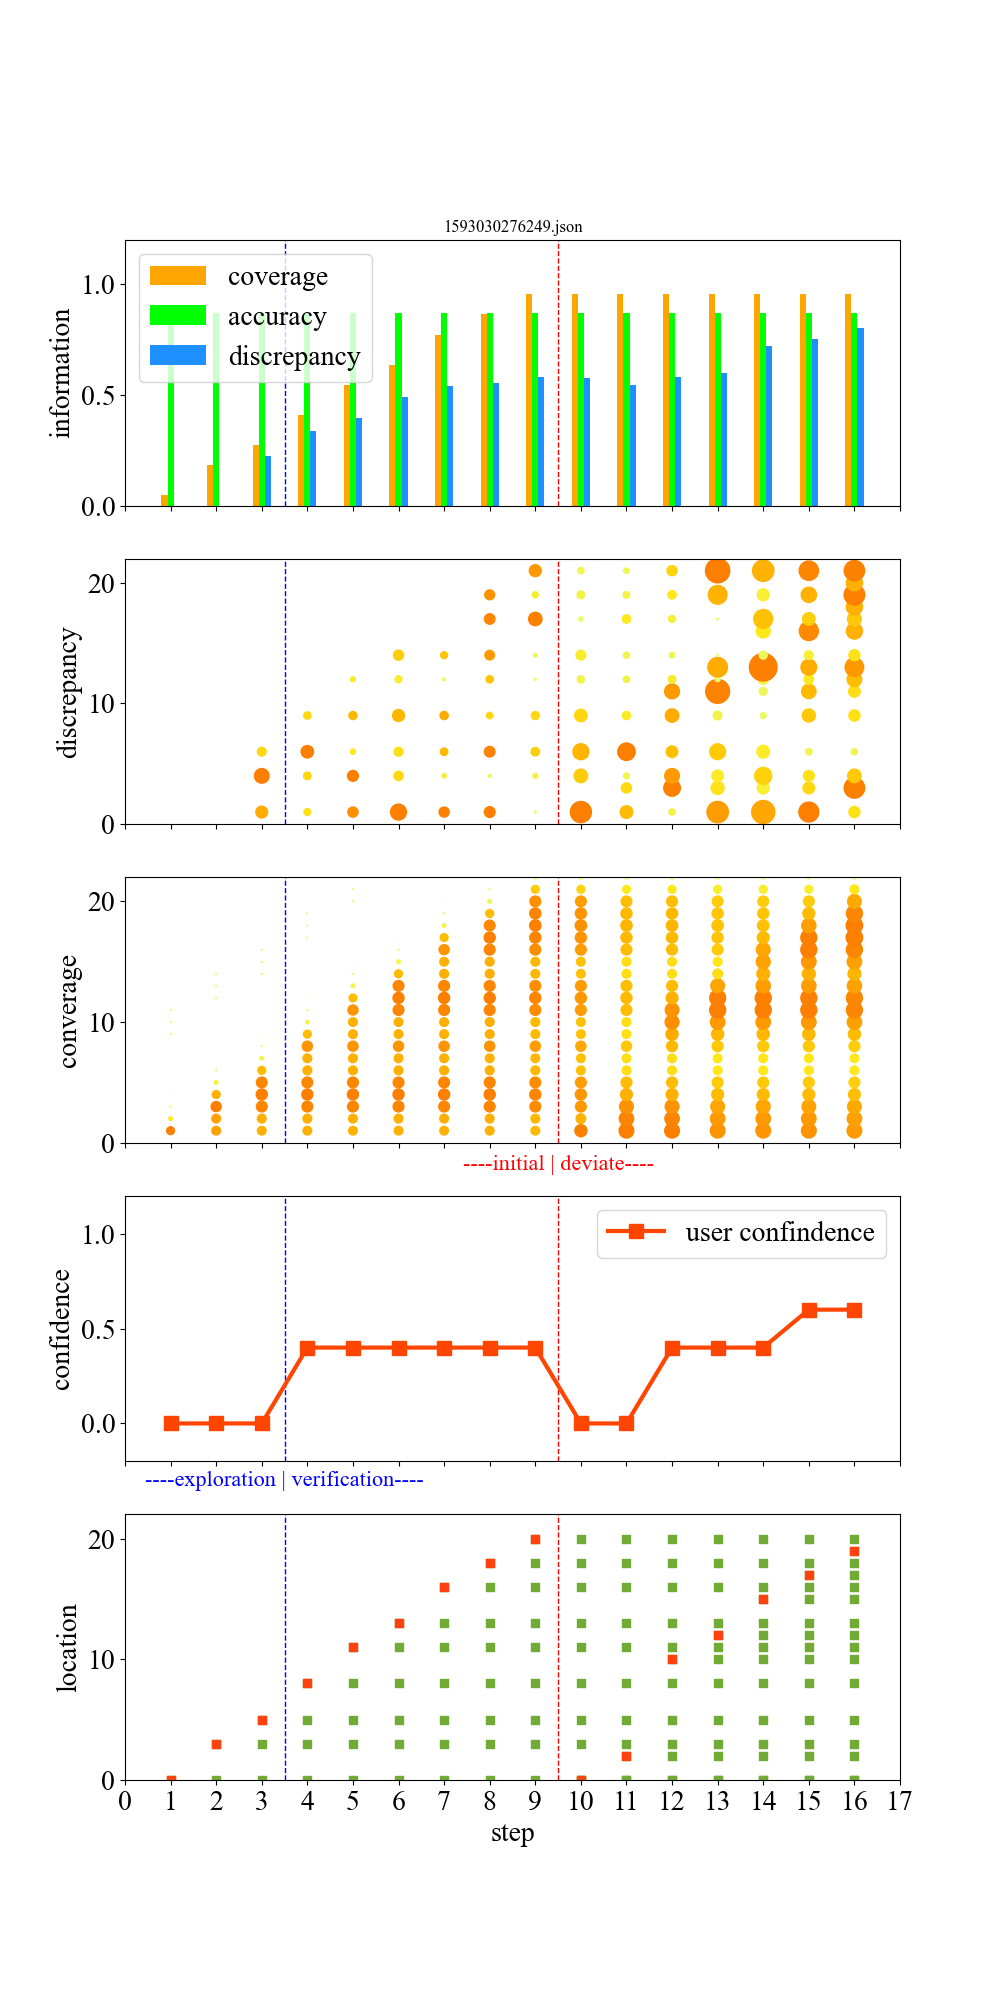 1593030276249.json
information
1.0
0.5
0.0
coverage
accuracy
discrepancy
discrepancy
20
10
0
converage
20
10
0
----initial | deviate----
confidence
1.0
0.5
0.0
user confindence
----exploration | verification----
location
20
10
0
0 1 2 3 4 5 6 7 8 9 10 11 12 13 14 15 16 17
step